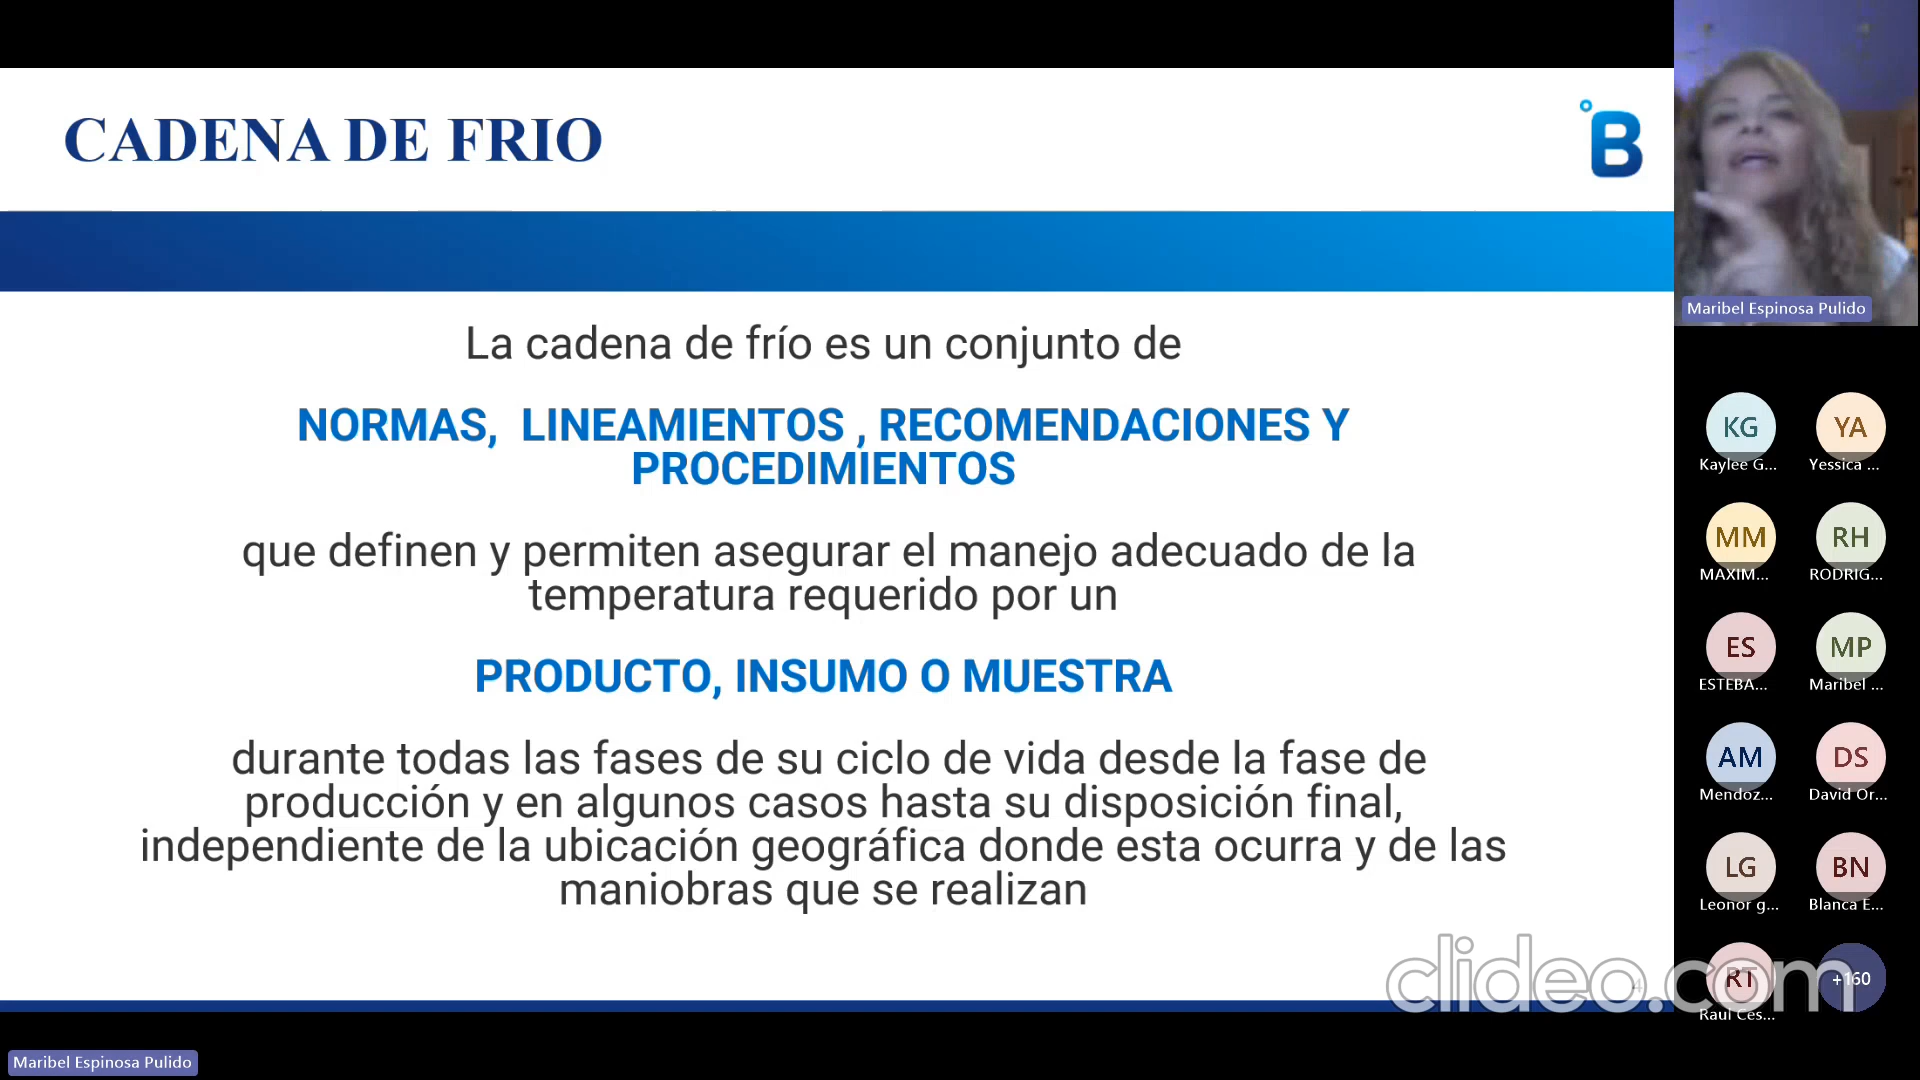 CADENA DE FRIO
B
La cadena de frío es un conjunto de
NORMAS, LINEAMIENTOS , RECOMENDACIONES Y
PROCEDIMIENTOS
que definen y permiten asegurar el manejo adecuado de la
temperatura requerido por un
PRODUCTO, INSUMO O MUESTRA
durante todas las fases de su ciclo de vida desde la fase de
producción y en algunos casos hasta su disposición final,
independiente de la ubicación geográfica donde esta ocurra y de las
maniobras que se realizan
4
Maribel Espinosa Pulido
Maribel Espinosa Pulido
KG YA
Kaylee G... Yessica ...
MM RH
MAXIM... RODRIG...
ES MP
ESTEBA... Maribel ...
AM DS
Mendoz... David Or...
LG BN
Leonor g... Blanca E...
RT +160
Raul Ces...
clideo.com